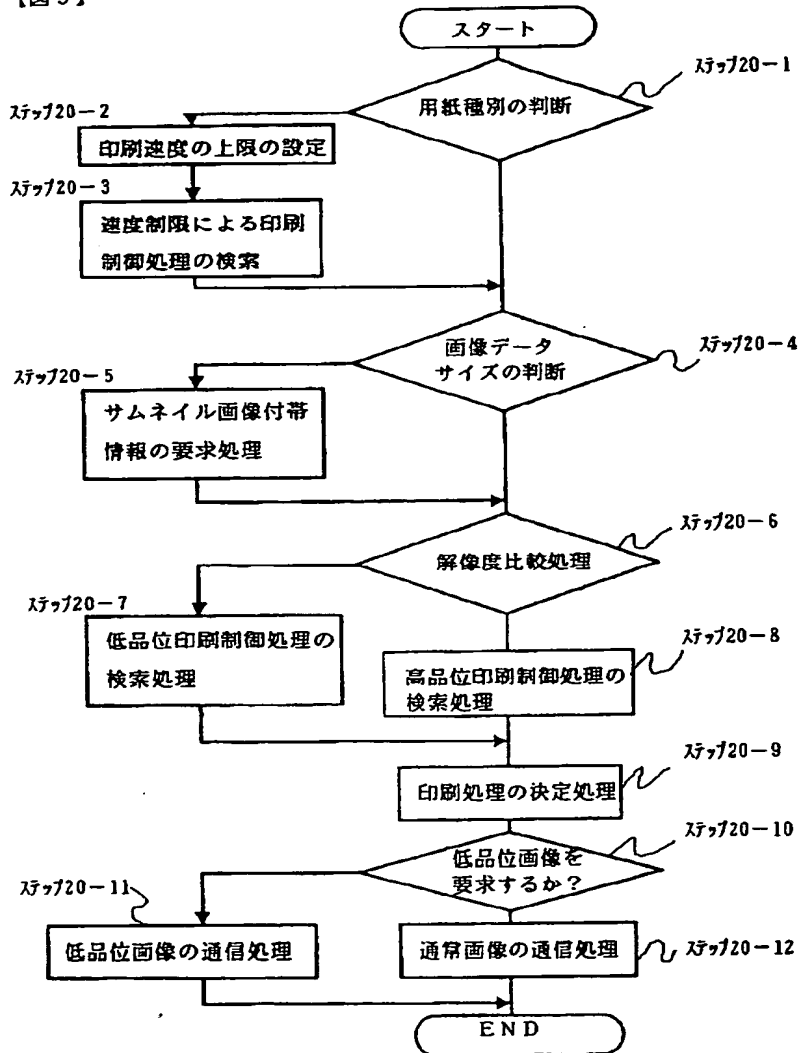 スタート
ステップ20-1
用紙種別の判断
ステップ20-2
印刷速度の上限の設定
ステップ20-3
速度制限による印刷
制御処理の検索
ステップ20-4
画像データ
サイズの判断
ステップ20-5
サムネイル画像付帯
情報の要求処理
ステップ20-6
解像度比較処理
ステップ20-7
低品位印刷制御処理の
検索処理
ステップ20-8
高品位印刷制御処理の
検索処理
ステップ20-9
印刷処理の決定処理
ステップ20-10
低品位画像を
要求するか?
ステップ20-11
低品位画像の通信処理
通常画像の通信処理
ステップ20-12
END